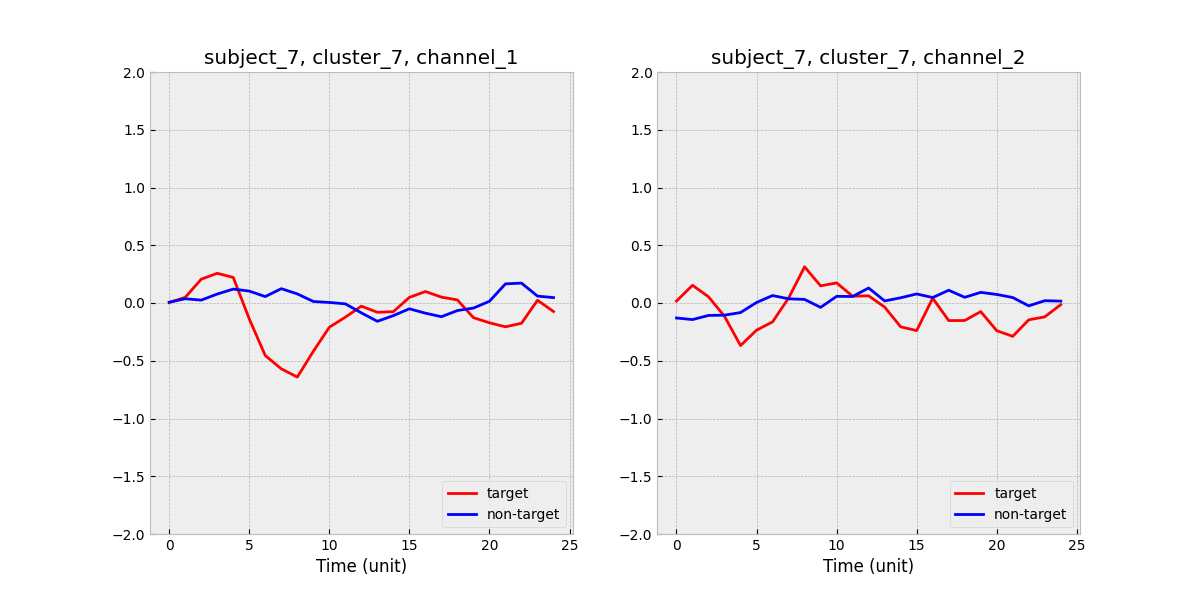 subject_7, cluster_7, channel_1
2.0
1.5
1.0
0.5
0.0
−0.5
−1.0
−1.5
−2.0
0 5 10 15 20 25
Time (unit)
target
non-target
subject_7, cluster_7, channel_2
2.0
1.5
1.0
0.5
0.0
−0.5
−1.0
−1.5
−2.0
0 5 10 15 20 25
Time (unit)
target
non-target